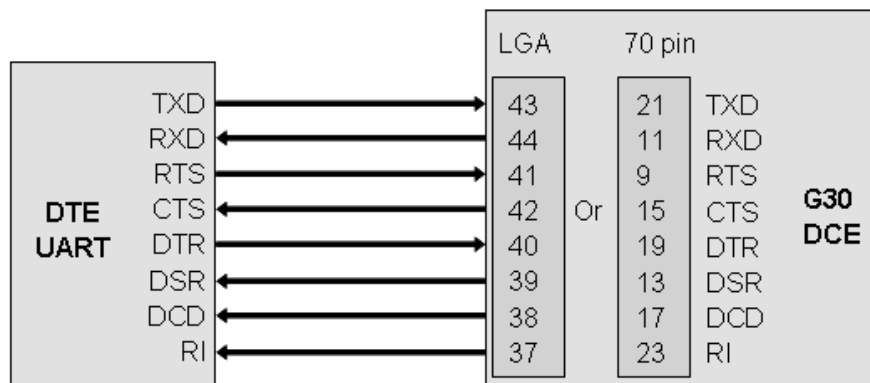 LGA 70 pin
TXD 43 21 TXD
RXD 44 11 RXD
RTS 41 9 RTS
CTS 42 Or 15 CTS
DTR 40 19 DTR
DSR 39 13 DSR
DCD 38 17 DCD
RI 37 23 RI
DTE
UART
G30
DCE